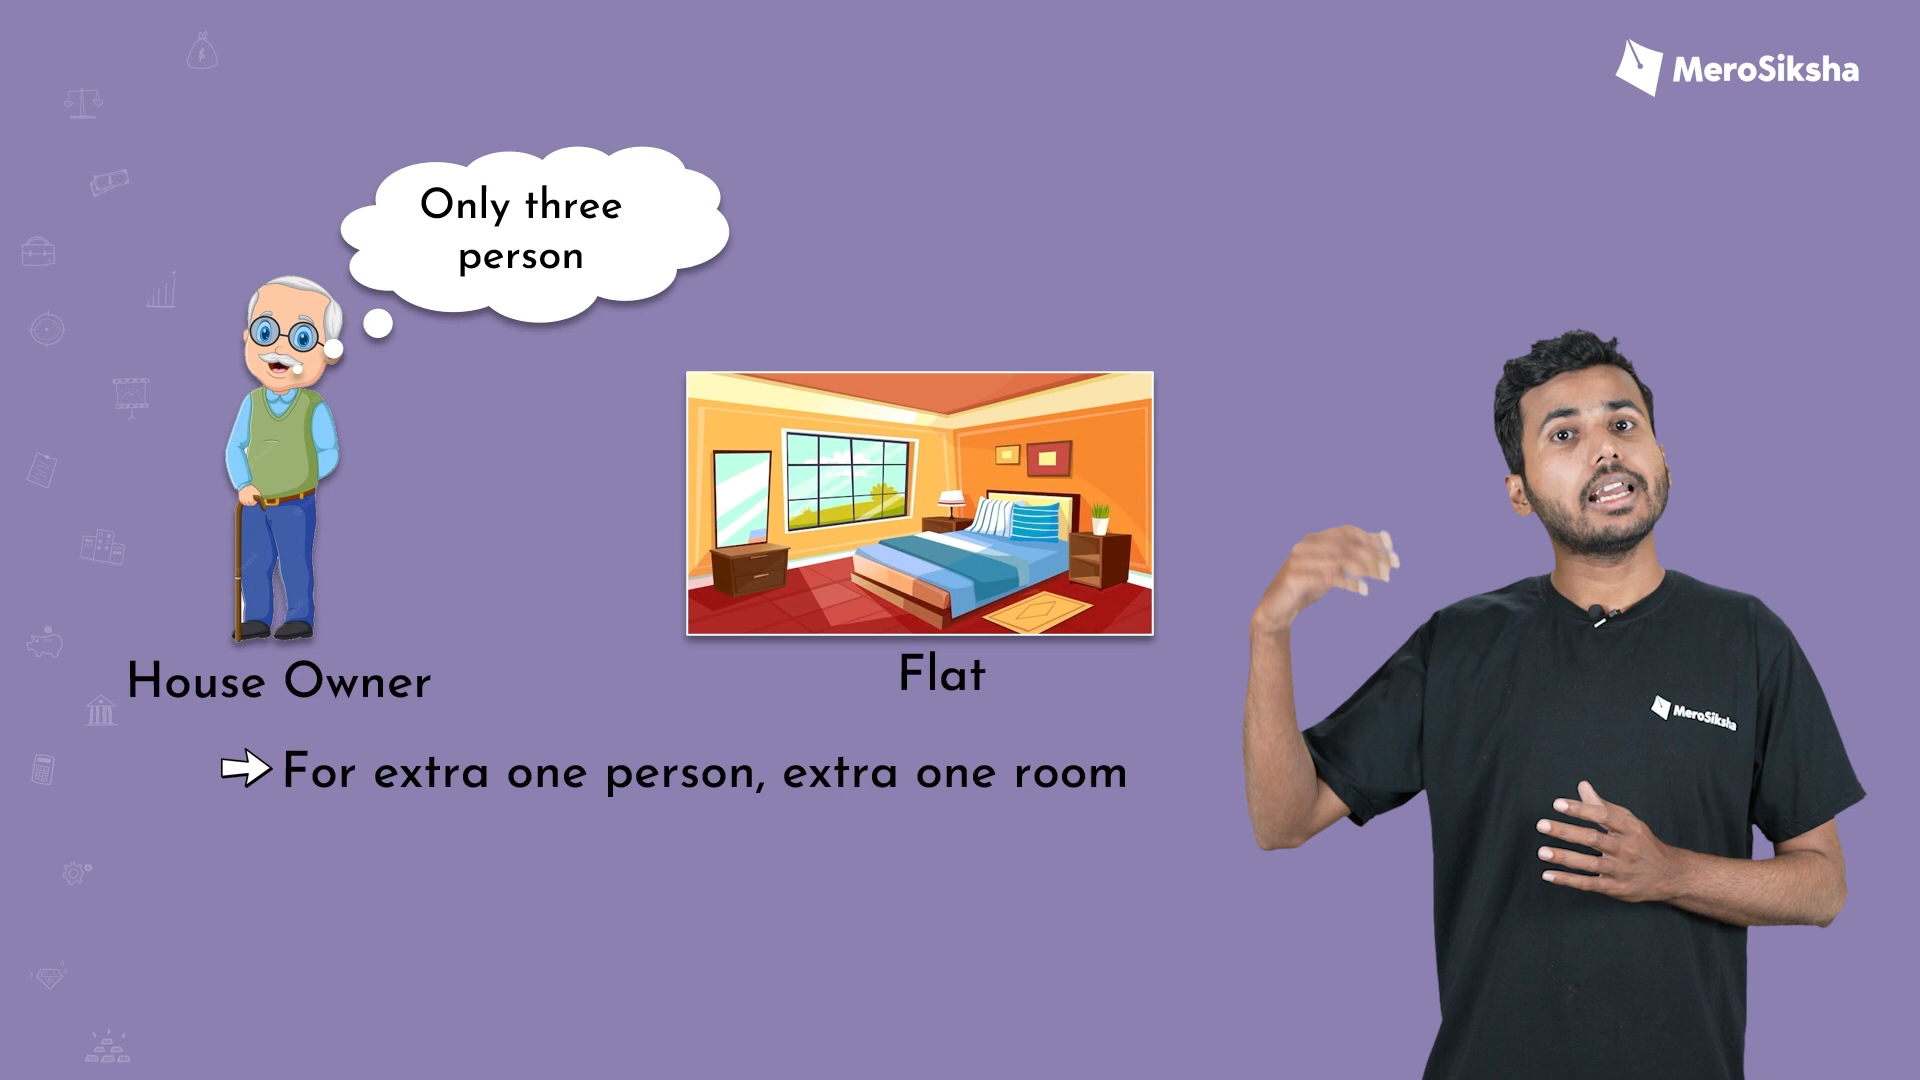 MeroSiksha
Only three
person
House Owner
Flat
For extra one person, extra one room
MeroSiksha